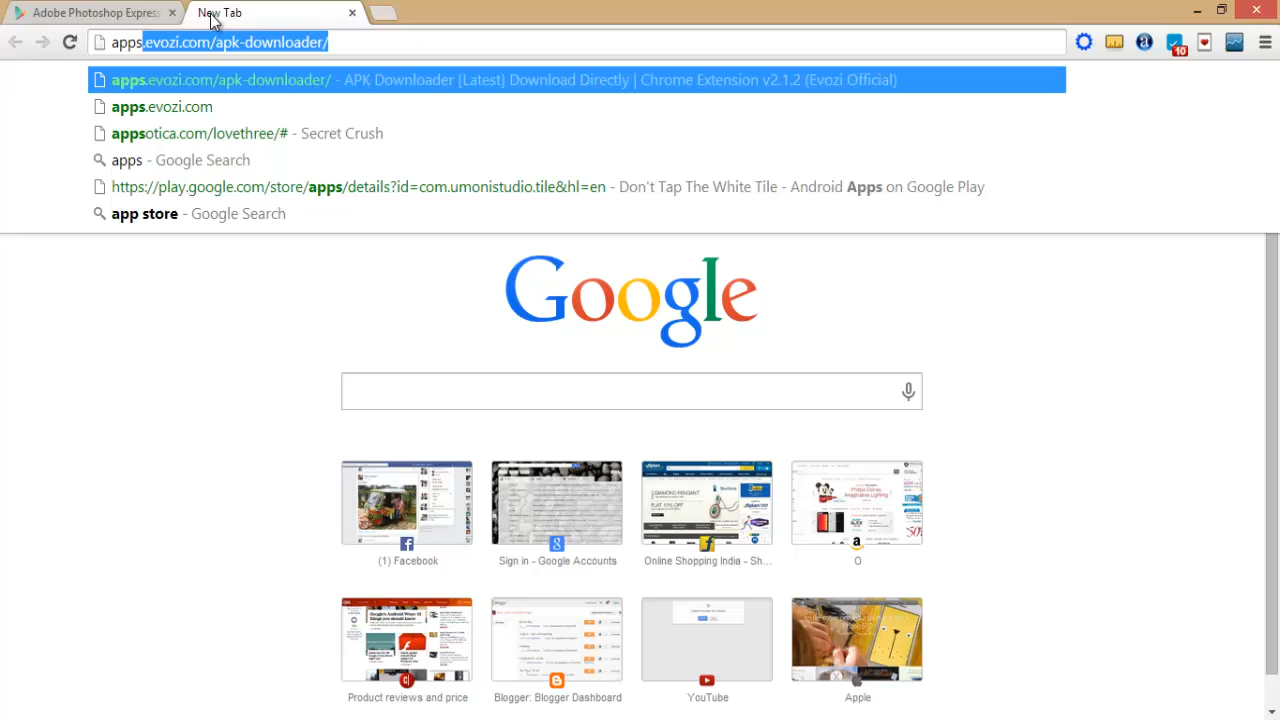 Adobe Photoshop Expres
New Tab
apps.evozi.com/apk-downloader/
10
apps.evozi.com/apk-downloader/ - APK Downloader [Latest] Download Directly | Chrome Extension v2.1.2 (Evozi Official)
apps.evozi.com
appsotica.com/lovethree/# - Secret Crush
apps - Google Search
https://play.google.com/store/apps/details?id=com.umonistudio.tile&hl=en - Don't Tap The White Tile - Android Apps on Google Play
app store - Google Search
Google
(1) Facebook
Sign in - Google Accounts
Online Shopping India - Sh...
O
Product reviews and price
Blogger: Blogger Dashboard
YouTube
Apple